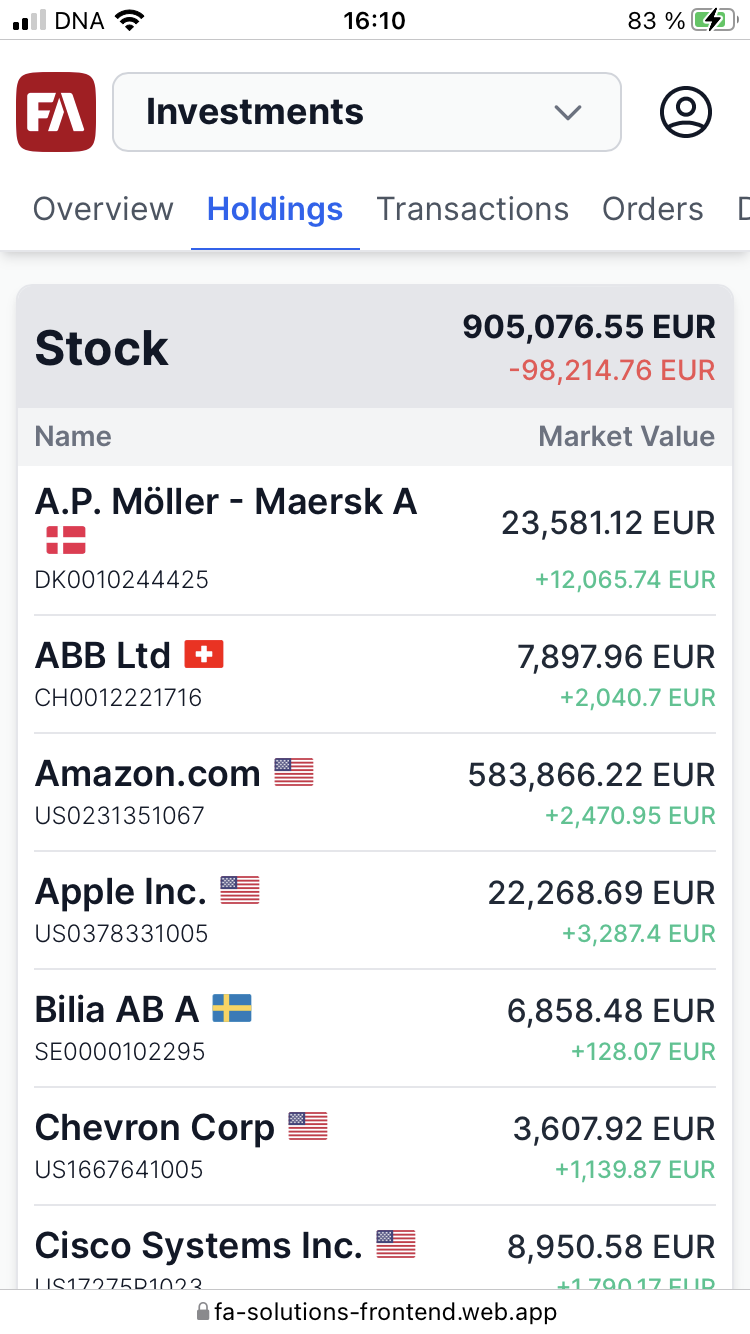 DNA 16:10 83 %
FA Investments
Overview Holdings Transactions Orders
Stock
905,076.55 EUR
-98,214.76 EUR
Name Market Value
A.P. Möller - Maersk A
23,581.12 EUR
DK0010244425 +12,065.74 EUR
ABB Ltd 7,897.96 EUR
CH0012221716 +2,040.7 EUR
Amazon.com 583,866.22 EUR
US0231351067 +2,470.95 EUR
Apple Inc. 22,268.69 EUR
US0378331005 +3,287.4 EUR
Bilia AB A 6,858.48 EUR
SE0000102295 +128.07 EUR
Chevron Corp 3,607.92 EUR
US1667641005 +1,139.87 EUR
Cisco Systems Inc. 8,950.58 EUR
US17275R1023 +1,790.17 EUR
fa-solutions-frontend.web.app